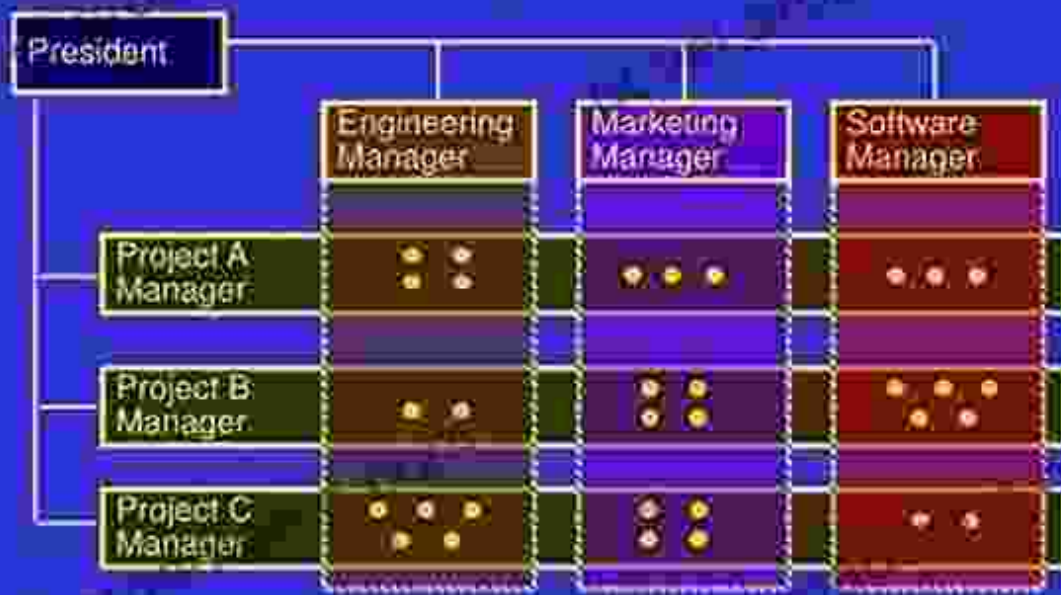 President
Engineering
Manager
Marketing
Manager
Software
Manager
Project A
Manager
Project B
Manager
Project C
Manager